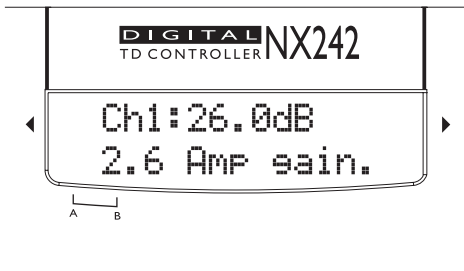 DIGITAL
TD CONTROLLER NX242
Ch1:26.0dB
2.6 Amp gain.
A B